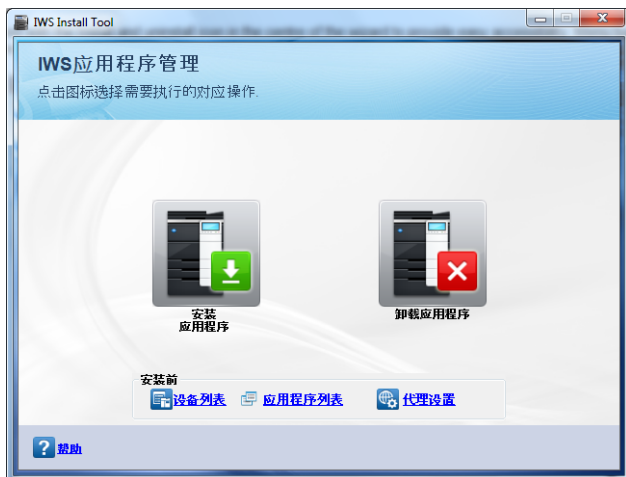 IWS Install Tool
IWS应用程序管理
点击图标选择需要执行的对应操作.
安装
应用程序
卸载应用程序
安装前
设备列表
应用程序列表
代理设置
? 帮助